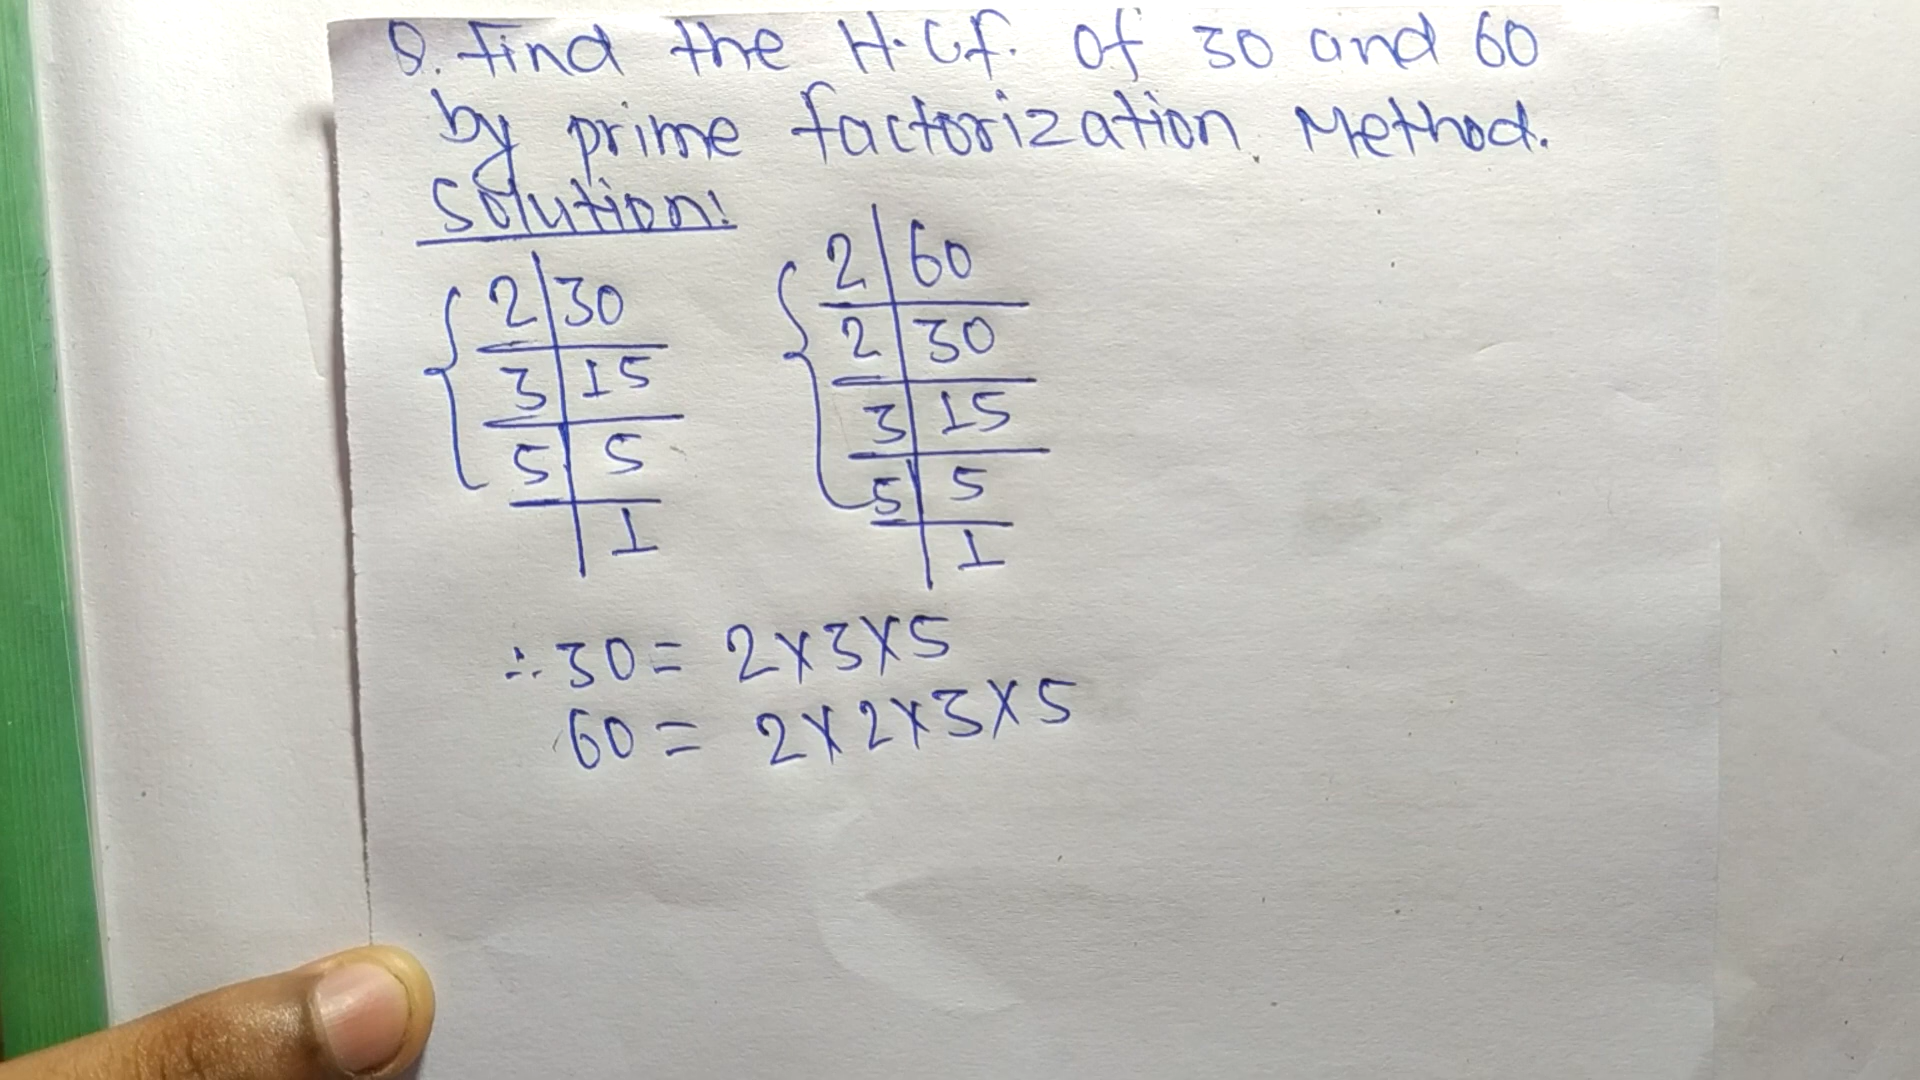 Q. Find the H.C.f. Of 30 and 60
by prime factorization. Method.
Solution:
2|30
3|15
5|5
|1
2|60
2|30
3|15
5|5
|1
∴ 30 = 2×3×5
60 = 2×2×3×5